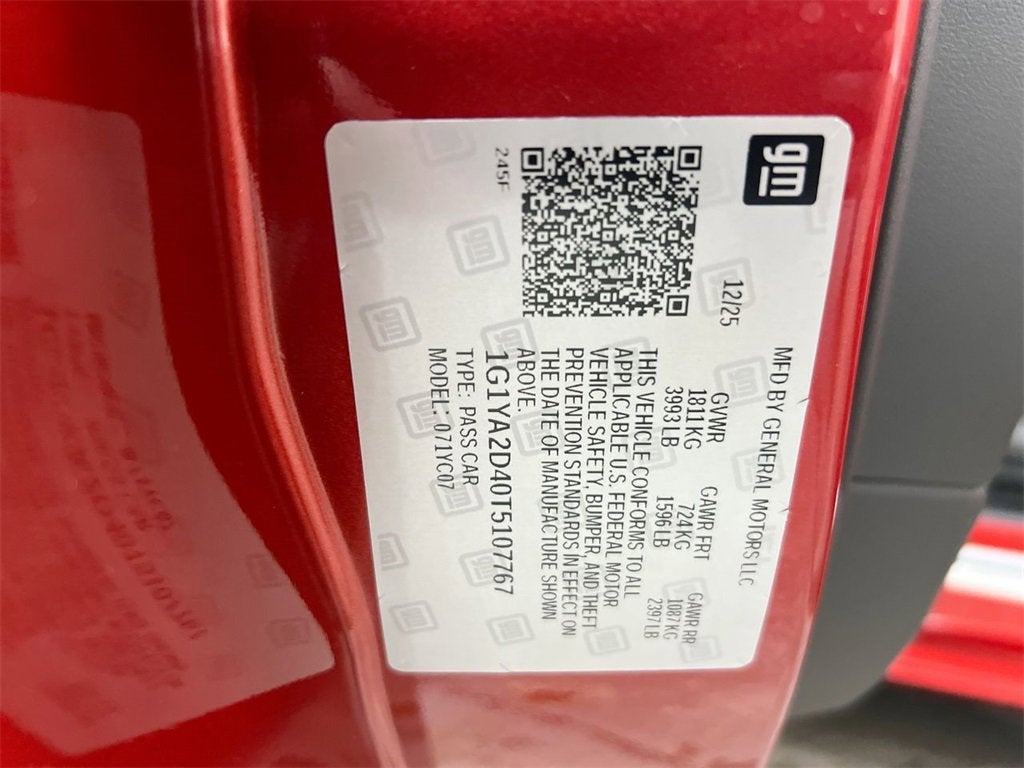 gm
MFD BY GENERAL MOTORS LLC
12/25
GVWR GAWR FRT GAWR RR
1811KG 724KG 1087KG
3993LB 1596LB 2397LB
THIS VEHICLE CONFORMS TO ALL
APPLICABLE U.S. FEDERAL MOTOR
VEHICLE SAFETY, BUMPER, AND THEFT
PREVENTION STANDARDS IN EFFECT ON
THE DATE OF MANUFACTURE SHOWN
ABOVE.
1G1YA2D40T5107767
TYPE: PASS CAR
MODEL: 071YC07
245F